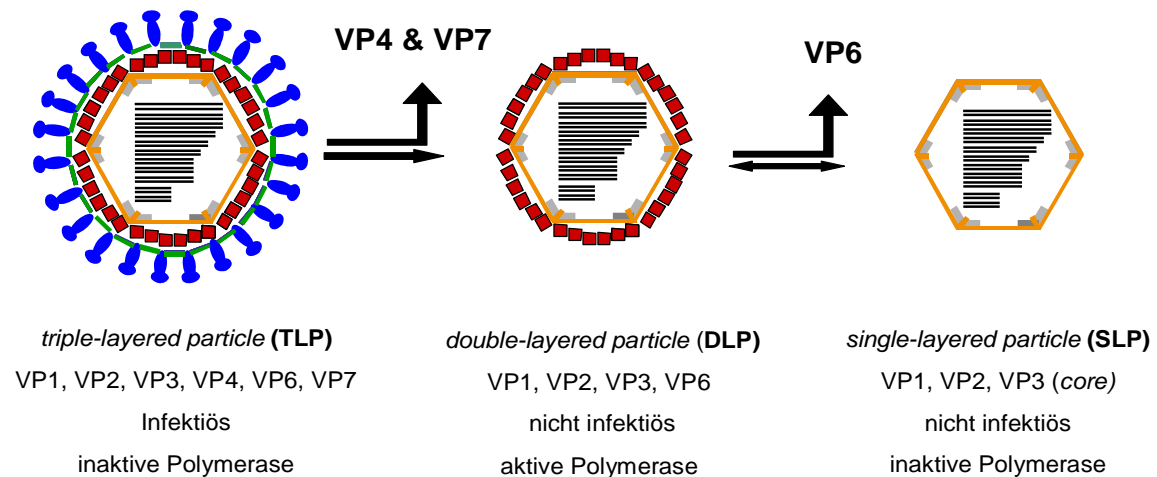 VP4 & VP7
VP6
triple-layered particle (TLP)
VP1, VP2, VP3, VP4, VP6, VP7
Infektiös
inaktive Polymerase
double-layered particle (DLP)
VP1, VP2, VP3, VP6
nicht infektiös
aktive Polymerase
single-layered particle (SLP)
VP1, VP2, VP3 (core)
nicht infektiös
inaktive Polymerase